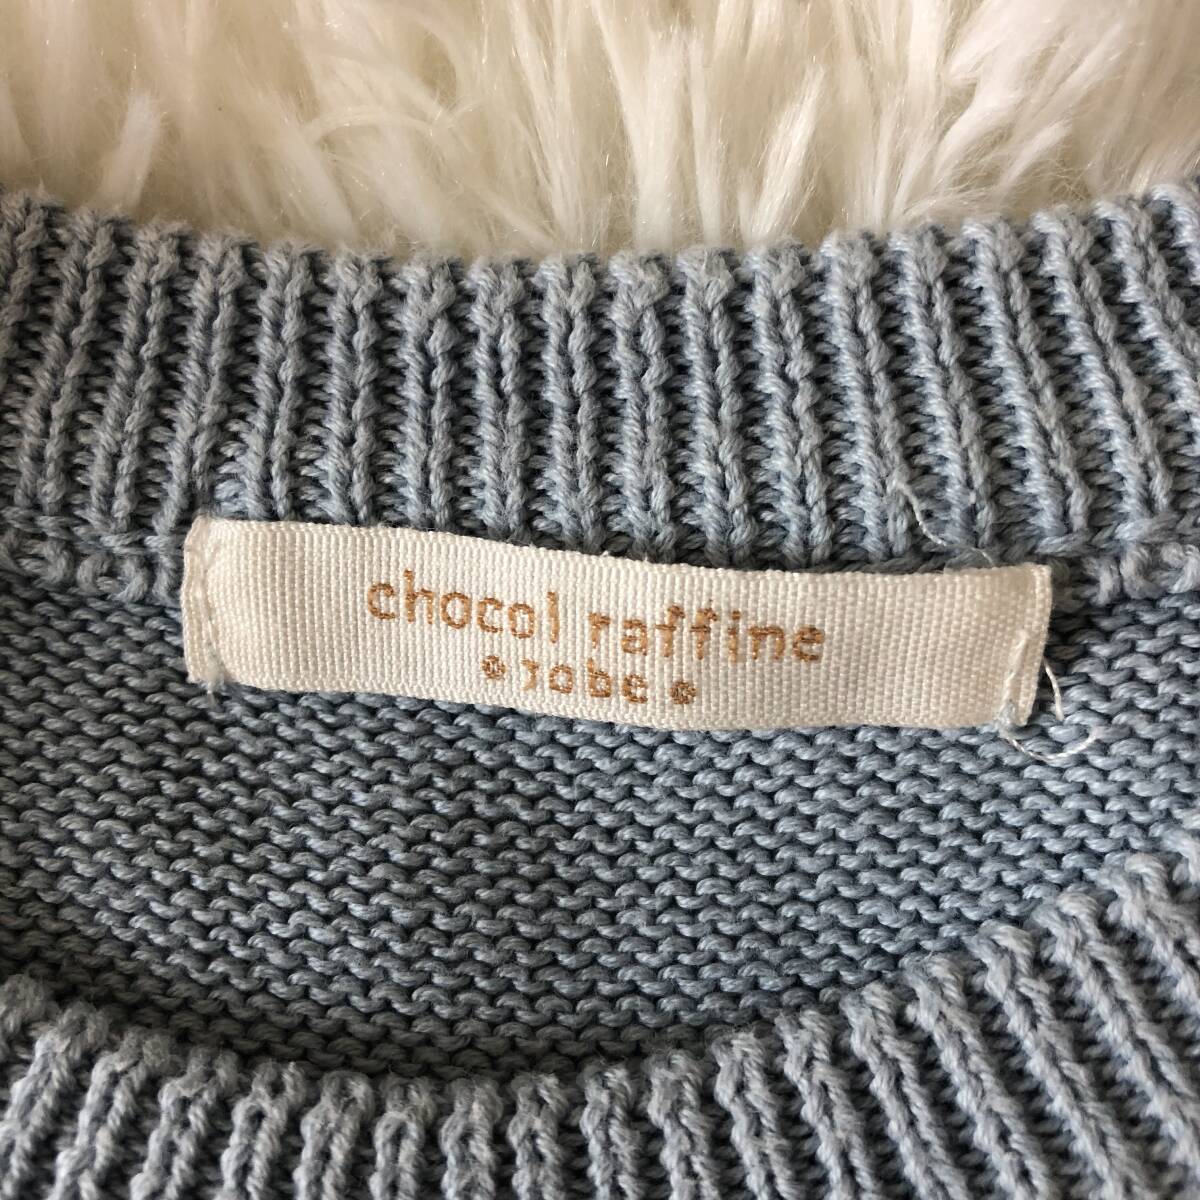 chocol raffine
robe